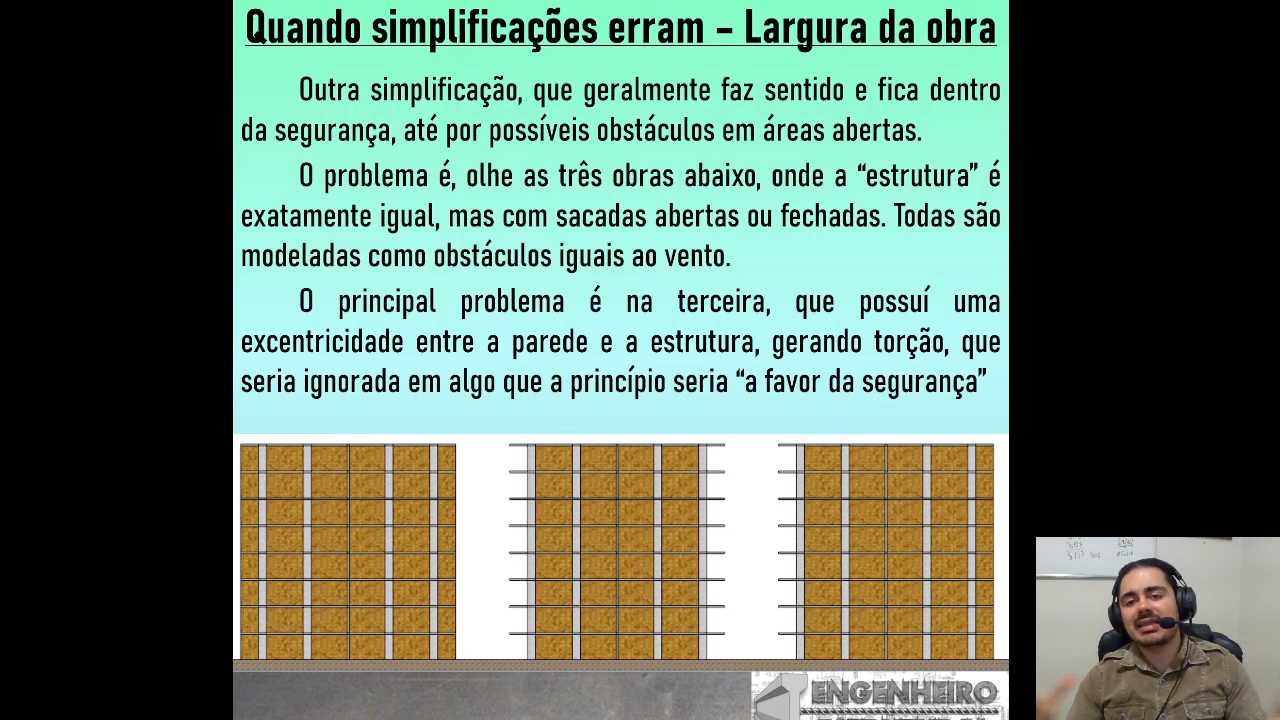 Quando simplificações erram – Largura da obra
Outra simplificação, que geralmente faz sentido e fica dentro
da segurança, até por possíveis obstáculos em áreas abertas.
O problema é, olhe as três obras abaixo, onde a “estrutura” é
exatamente igual, mas com sacadas abertas ou fechadas. Todas são
modeladas como obstáculos iguais ao vento.
O principal problema é na terceira, que possuí uma
excentricidade entre a parede e a estrutura, gerando torção, que
seria ignorada em algo que a princípio seria “a favor da segurança”
ENGENHEIRO